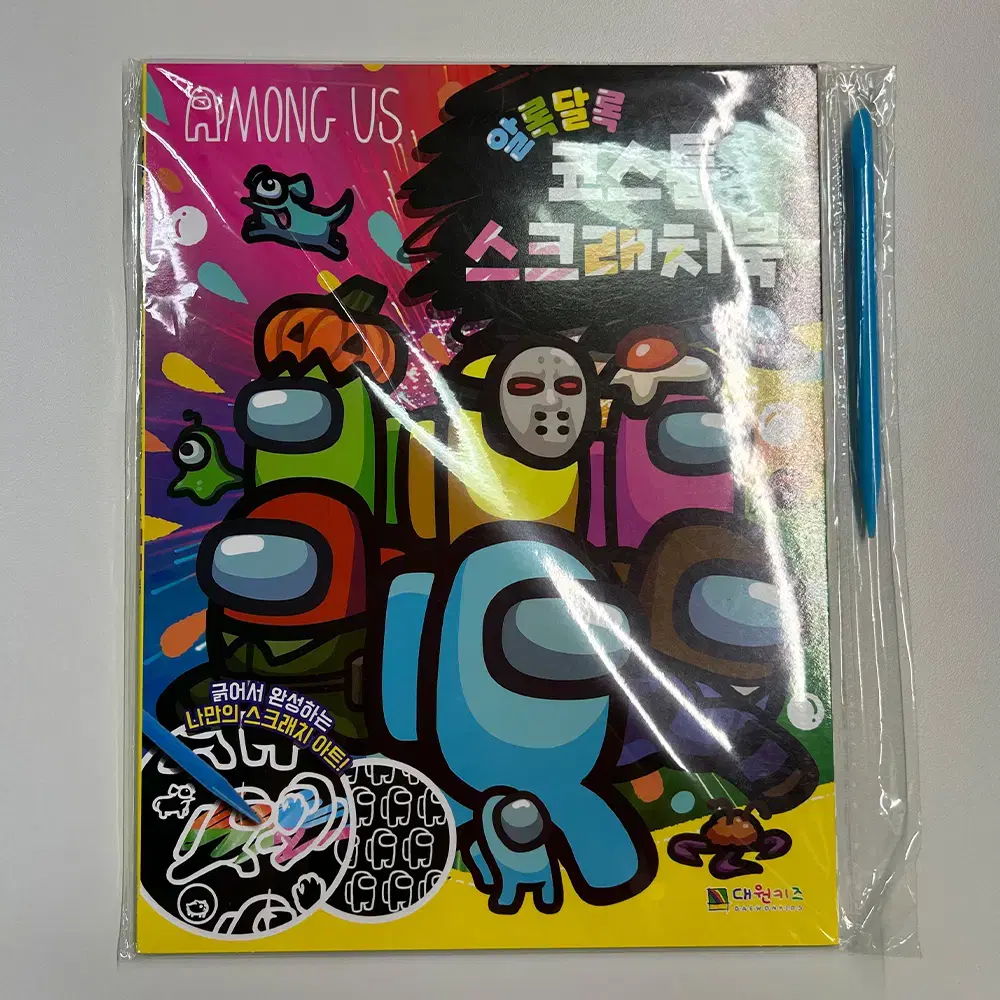 AMONG US
알록달록
코스튬
스크래치북
긁어서 완성하는
나만의 스크래치 아트!
대원키즈
DAEWONKIDS